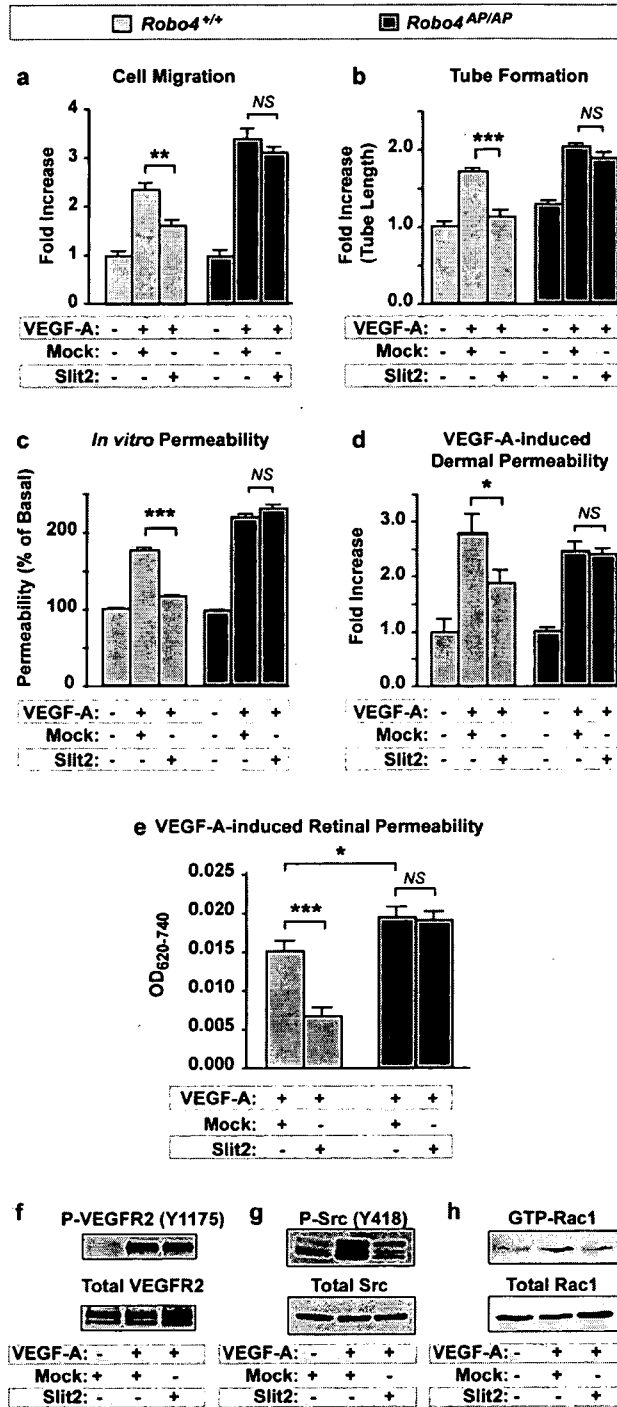 Robo4+/+ Robo4AP/AP
a Cell Migration
Fold Increase
4
3
2
1
0
**
NS
VEGF-A: - + + - + +
Mock: - + - - + -
Slit2: - - + - - +
b Tube Formation
Fold Increase
(Tube Length)
2.0
1.0
0.0
***
NS
VEGF-A: - + + - + +
Mock: - + - - + -
Slit2: - - + - - +
c In vitro Permeability
Permeability (% of Basal)
200
100
0
***
NS
VEGF-A: - + + - + +
Mock: - + - - + -
Slit2: - - + - - +
d VEGF-A-Induced
Dermal Permeability
Fold Increase
3.0
2.0
1.0
0.0
*
NS
VEGF-A: - + + - + +
Mock: - + - - + -
Slit2: - - + - - +
e VEGF-A-induced Retinal Permeability
OD620-740
0.025
0.020
0.015
0.010
0.005
0.000
*
***
NS
VEGF-A: + + + +
Mock: + - + -
Slit2: - + - +
f P-VEGFR2 (Y1175)
Total VEGFR2
VEGF-A: - + +
Mock: + + -
Slit2: - - +
g P-Src (Y418)
Total Src
VEGF-A: - + +
Mock: + + -
Slit2: - - +
h GTP-Rac1
Total Rac1
VEGF-A: - + +
Mock: - + -
Slit2: - - +